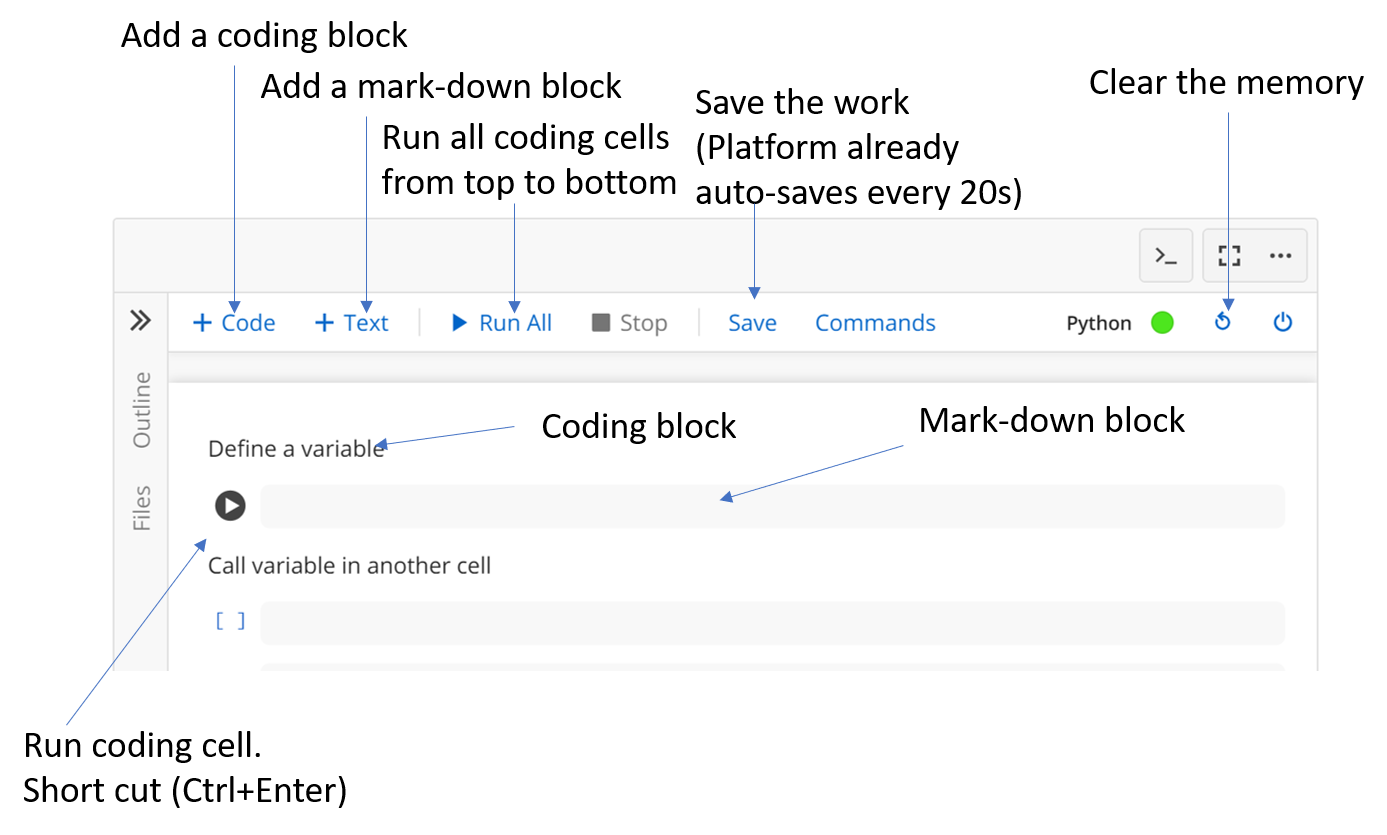 Add a coding block
Add a mark-down block
Run all coding cells
from top to bottom
Save the work
(Platform already
auto-saves every 20s)
Clear the memory
>_
+ Code
+ Text
Run All
Stop
Save
Commands
Python
Outline
Files
Define a variable
Coding block
Mark-down block
Call variable in another cell
[ ]
Run coding cell.
Short cut (Ctrl+Enter)